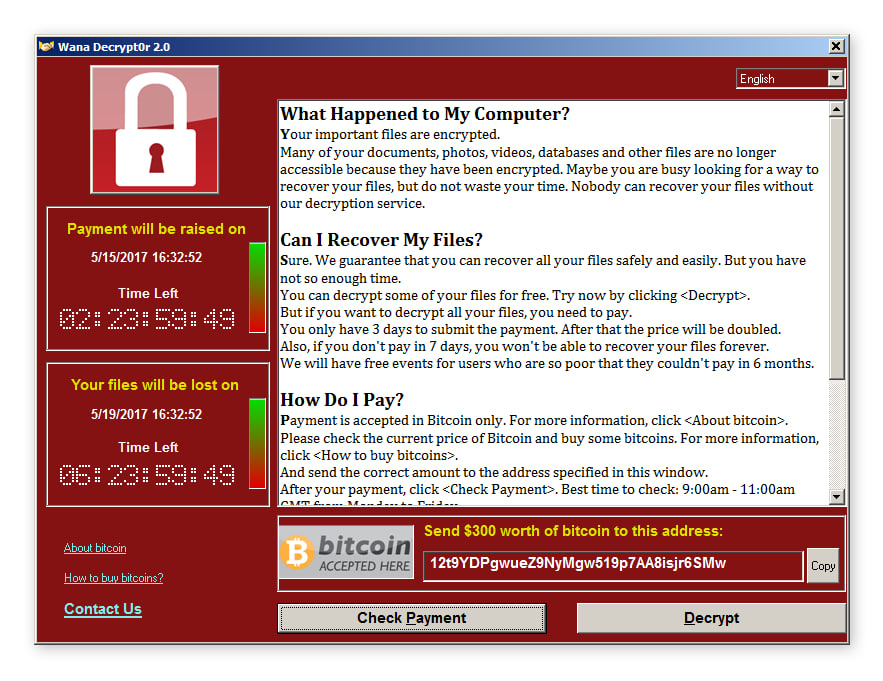 Wana Decrypt0r 2.0
English
Payment will be raised on
5/15/2017 16:32:52
Time Left
02:23:59:49
Your files will be lost on
5/19/2017 16:32:52
Time Left
06:23:59:49
About bitcoin
How to buy bitcoins?
Contact Us
What Happened to My Computer?
Your important files are encrypted.
Many of your documents, photos, videos, databases and other files are no longer
accessible because they have been encrypted. Maybe you are busy looking for a way to
recover your files, but do not waste your time. Nobody can recover your files without
our decryption service.
Can I Recover My Files?
Sure. We guarantee that you can recover all your files safely and easily. But you have
not so enough time.
You can decrypt some of your files for free. Try now by clicking <Decrypt>.
But if you want to decrypt all your files, you need to pay.
You only have 3 days to submit the payment. After that the price will be doubled.
Also, if you don't pay in 7 days, you won't be able to recover your files forever.
We will have free events for users who are so poor that they couldn't pay in 6 months.
How Do I Pay?
Payment is accepted in Bitcoin only. For more information, click <About bitcoin>.
Please check the current price of Bitcoin and buy some bitcoins. For more information,
click <How to buy bitcoins>.
And send the correct amount to the address specified in this window.
After your payment, click <Check Payment>. Best time to check: 9:00am - 11:00am
GMT from Monday to Friday.
bitcoin
ACCEPTED HERE
Send $300 worth of bitcoin to this address:
12t9YDPgwueZ9NyMgw519p7AA8isjr6SMw
Copy
Check Payment
Decrypt